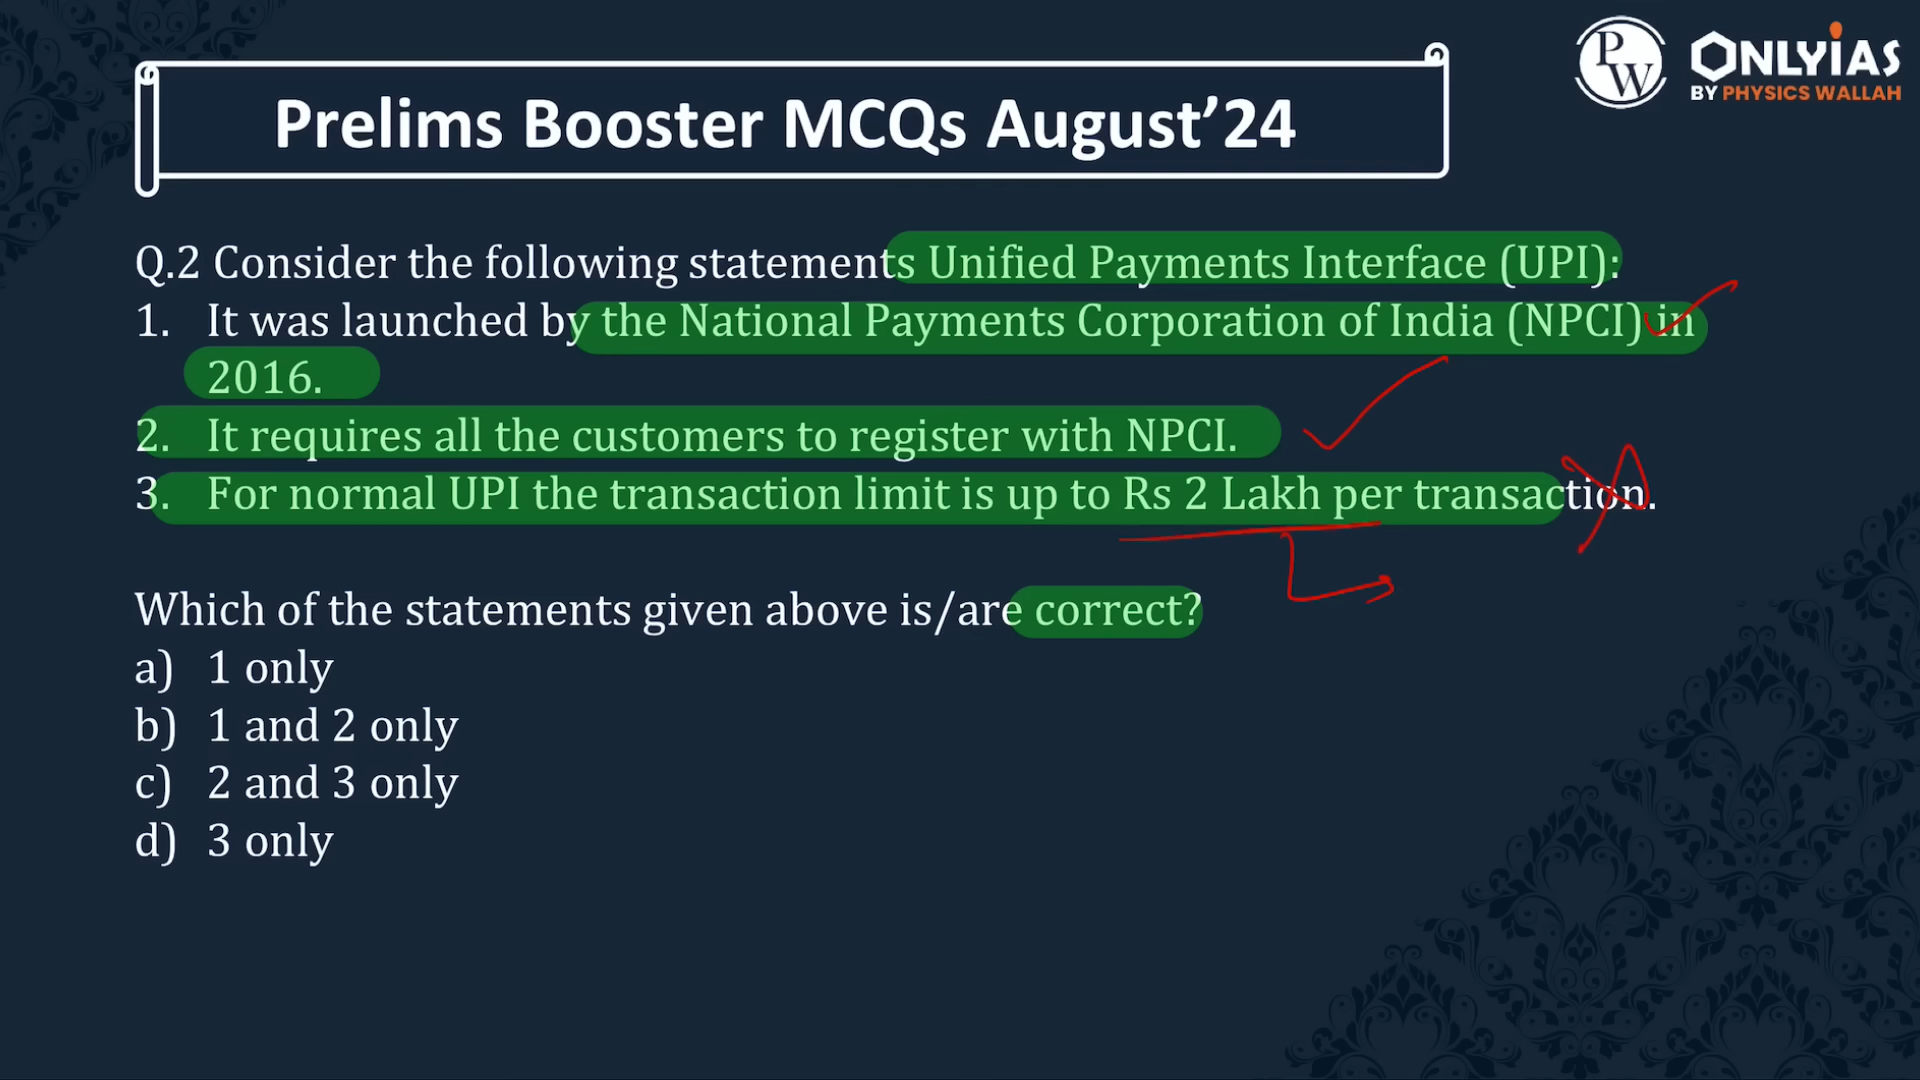 PW
ONLYIAS
BY PHYSICS WALLAH
Prelims Booster MCQs August’24
Q.2 Consider the following statements Unified Payments Interface (UPI):
1. It was launched by the National Payments Corporation of India (NPCI) in
2016.
2. It requires all the customers to register with NPCI.
3. For normal UPI the transaction limit is up to Rs 2 Lakh per transaction.
Which of the statements given above is/are correct?
a) 1 only
b) 1 and 2 only
c) 2 and 3 only
d) 3 only